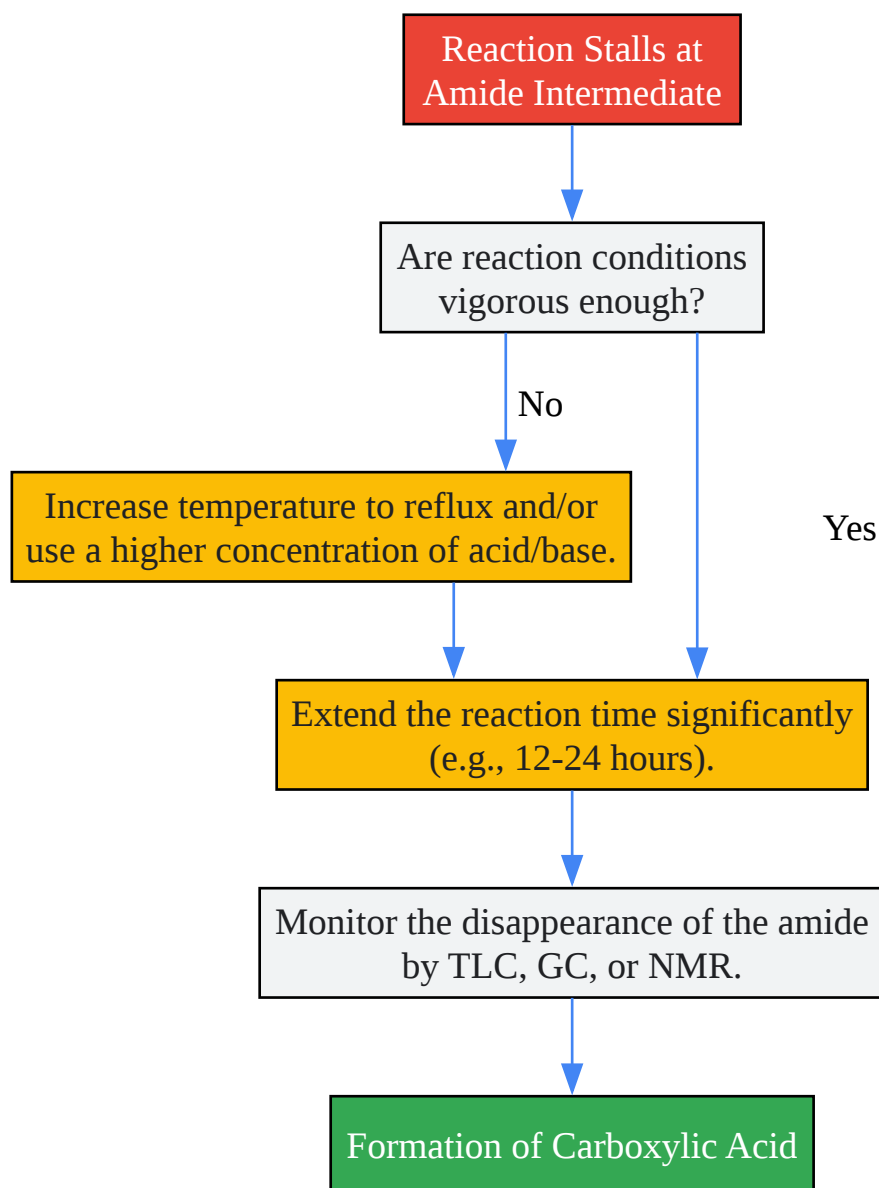 Reaction Stalls at
Amide Intermediate
Are reaction conditions
vigorous enough?
No
Increase temperature to reflux and/or
use a higher concentration of acid/base.
Yes
Extend the reaction time significantly
(e.g., 12-24 hours).
Monitor the disappearance of the amide
by TLC, GC, or NMR.
Formation of Carboxylic Acid